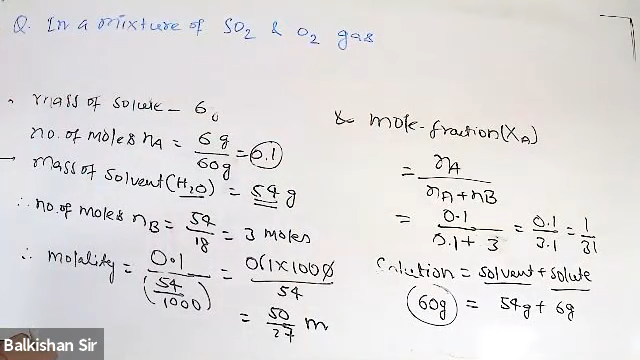 Q. In a mixture of SO2 & O2 gas
mass of solute - 6
no. of moles nA = 6g/60g = 0.1
mass of solvent (H2O) = 54 g
∴ no. of moles nB = 54/18 = 3 moles
∴ molality = 0.1/(54/1000) = 0.1×1000/54
= 50/27 m
& mole-fraction (XA)
= nA/(nA+nB)
= 0.1/(0.1+3) = 0.1/3.1 = 1/31
Solution = solvent + solute
60g = 54g + 6g
Balkishan Sir